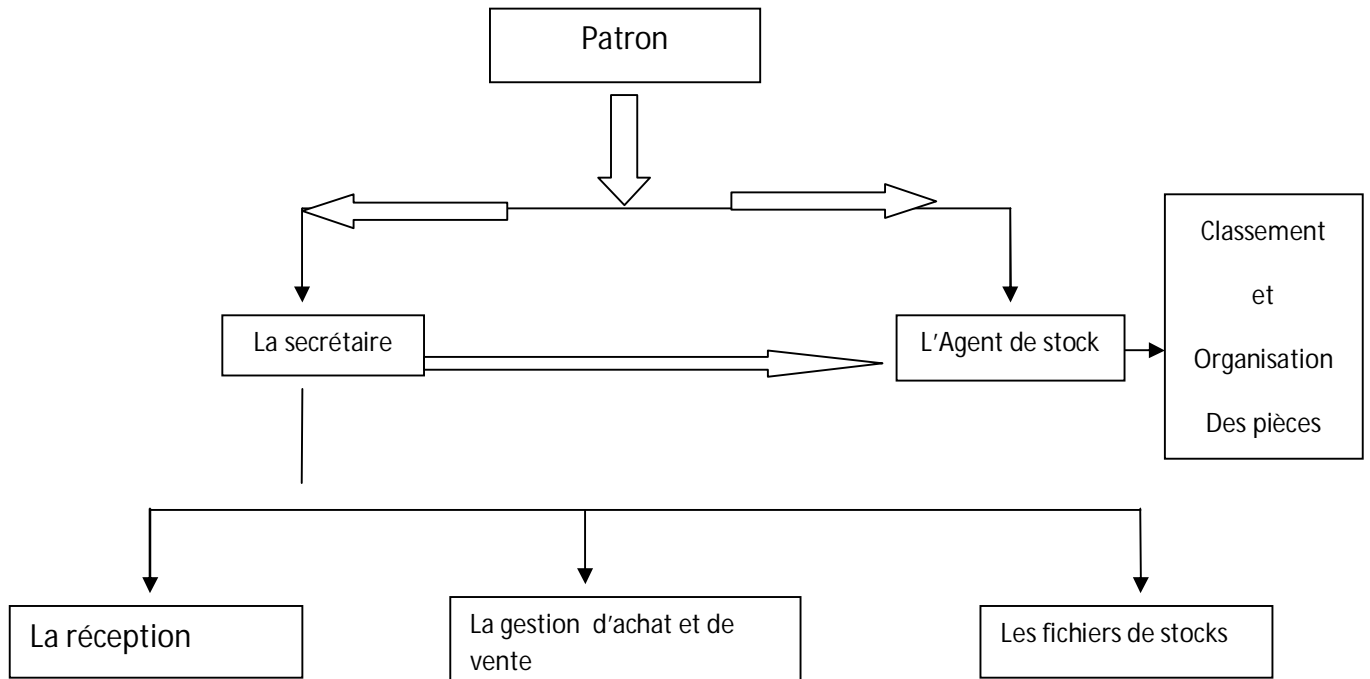 Patron
Classement
et
Organisation
Des pièces
La secrétaire
L'Agent de stock
La réception
La gestion d'achat et de
vente
Les fichiers de stocks